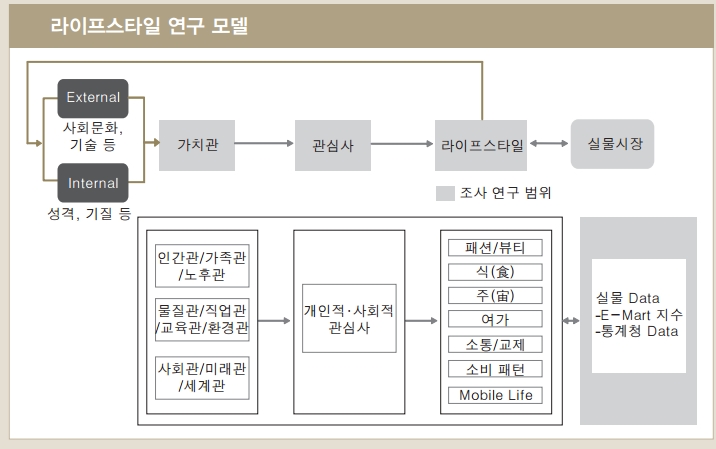 라이프스타일 연구 모델
External
사회문화,
기술 등
Internal
성격, 기질 등
가치관
관심사
라이프스타일
실물시장
조사 연구 범위
인간관/가족관
/노후관
물질관/직업관
/교육관/환경관
사회관/미래관
/세계관
개인적·사회적
관심사
패션/뷰티
식(食)
주(宙)
여가
소통/교제
소비 패턴
Mobile Life
실물 Data
-E-Mart 지수
-통계청 Data